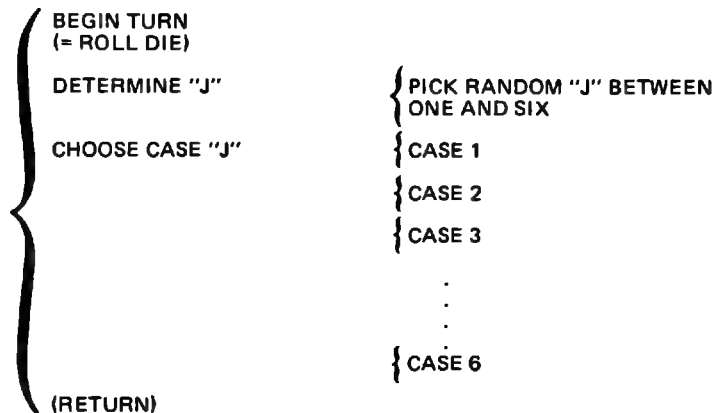 BEGIN TURN
(= ROLL DIE)
DETERMINE "J"
PICK RANDOM "J" BETWEEN
ONE AND SIX
CHOOSE CASE "J"
CASE 1
CASE 2
CASE 3
.
.
.
.
CASE 6
(RETURN)